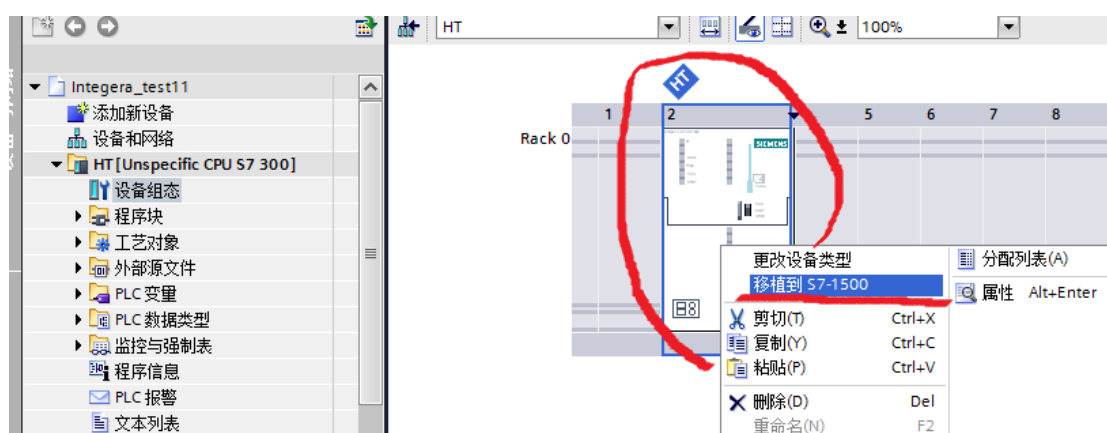 HT
100%
Integera_test11
添加新设备
设备和网络
HT [Unspecific CPU S7 300]
设备组态
程序块
工艺对象
外部源文件
PLC 变量
PLC 数据类型
监控与强制表
程序信息
PLC 报警
文本列表
HT
1 2 5 6 7 8
Rack 0
SIEMENS
更改设备类型
移植到 S7-1500
剪切(T) Ctrl+X
复制(Y) Ctrl+C
粘贴(P) Ctrl+V
删除(D) Del
重命名(N) F2
分配列表(A)
属性 Alt+Enter